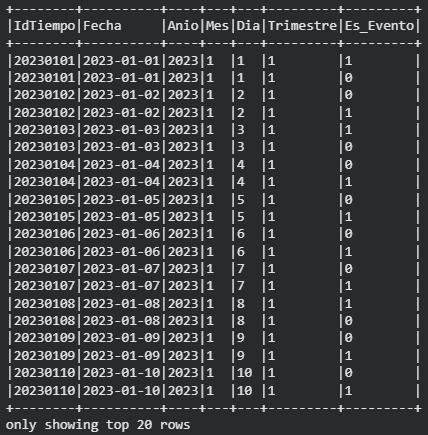 +--------+----------+----+---+---+---------+---------+
|IdTiempo|Fecha     |Anio|Mes|Dia|Trimestre|Es_Evento|
+--------+----------+----+---+---+---------+---------+
|20230101|2023-01-01|2023|1  |1  |1        |1        |
|20230101|2023-01-01|2023|1  |1  |1        |0        |
|20230102|2023-01-02|2023|1  |2  |1        |0        |
|20230102|2023-01-02|2023|1  |2  |1        |1        |
|20230103|2023-01-03|2023|1  |3  |1        |1        |
|20230103|2023-01-03|2023|1  |3  |1        |0        |
|20230104|2023-01-04|2023|1  |4  |1        |0        |
|20230104|2023-01-04|2023|1  |4  |1        |1        |
|20230105|2023-01-05|2023|1  |5  |1        |0        |
|20230105|2023-01-05|2023|1  |5  |1        |1        |
|20230106|2023-01-06|2023|1  |6  |1        |0        |
|20230106|2023-01-06|2023|1  |6  |1        |1        |
|20230107|2023-01-07|2023|1  |7  |1        |0        |
|20230107|2023-01-07|2023|1  |7  |1        |1        |
|20230108|2023-01-08|2023|1  |8  |1        |1        |
|20230108|2023-01-08|2023|1  |8  |1        |0        |
|20230109|2023-01-09|2023|1  |9  |1        |0        |
|20230109|2023-01-09|2023|1  |9  |1        |1        |
|20230110|2023-01-10|2023|1  |10 |1        |0        |
|20230110|2023-01-10|2023|1  |10 |1        |1        |
+--------+----------+----+---+---+---------+---------+
only showing top 20 rows